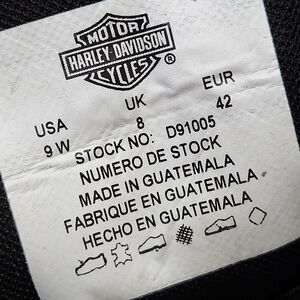 MOTOR
HARLEY-DAVIDSON
CYCLES
®
USA UK EUR
9 W 8 42
STOCK NO: D91005
NUMERO DE STOCK
MADE IN GUATEMALA
FABRIQUE EN GUATEMALA
HECHO EN GUATEMALA